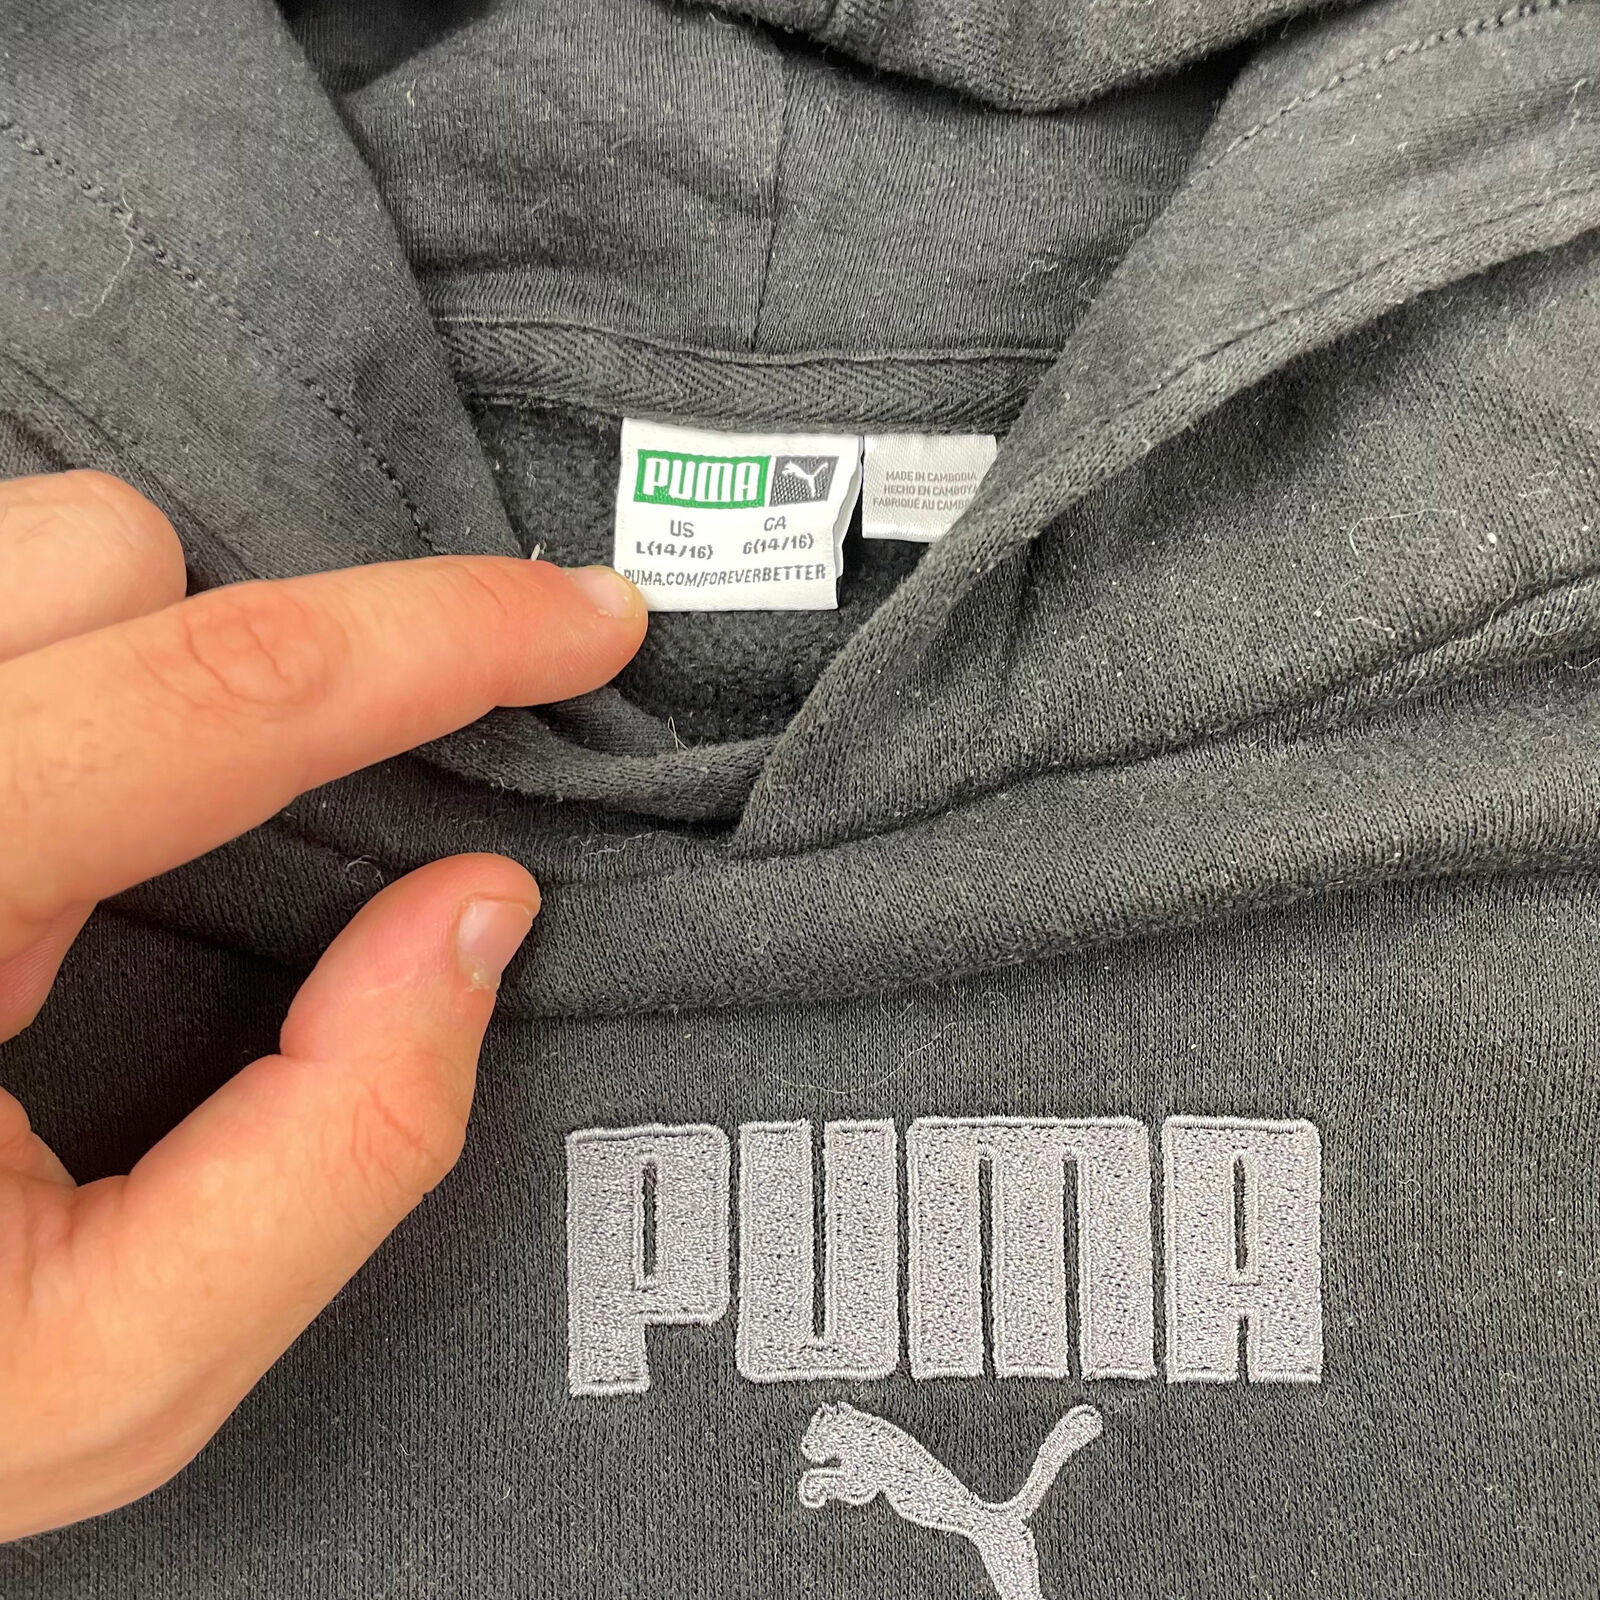 PUMA
US CA
L(14/16) G(14/16)
PUMA.COM/FOREVERBETTER
MADE IN CAMBODIA
HECHO EN CAMBOYA
FABRIQUÉ AU
PUMA